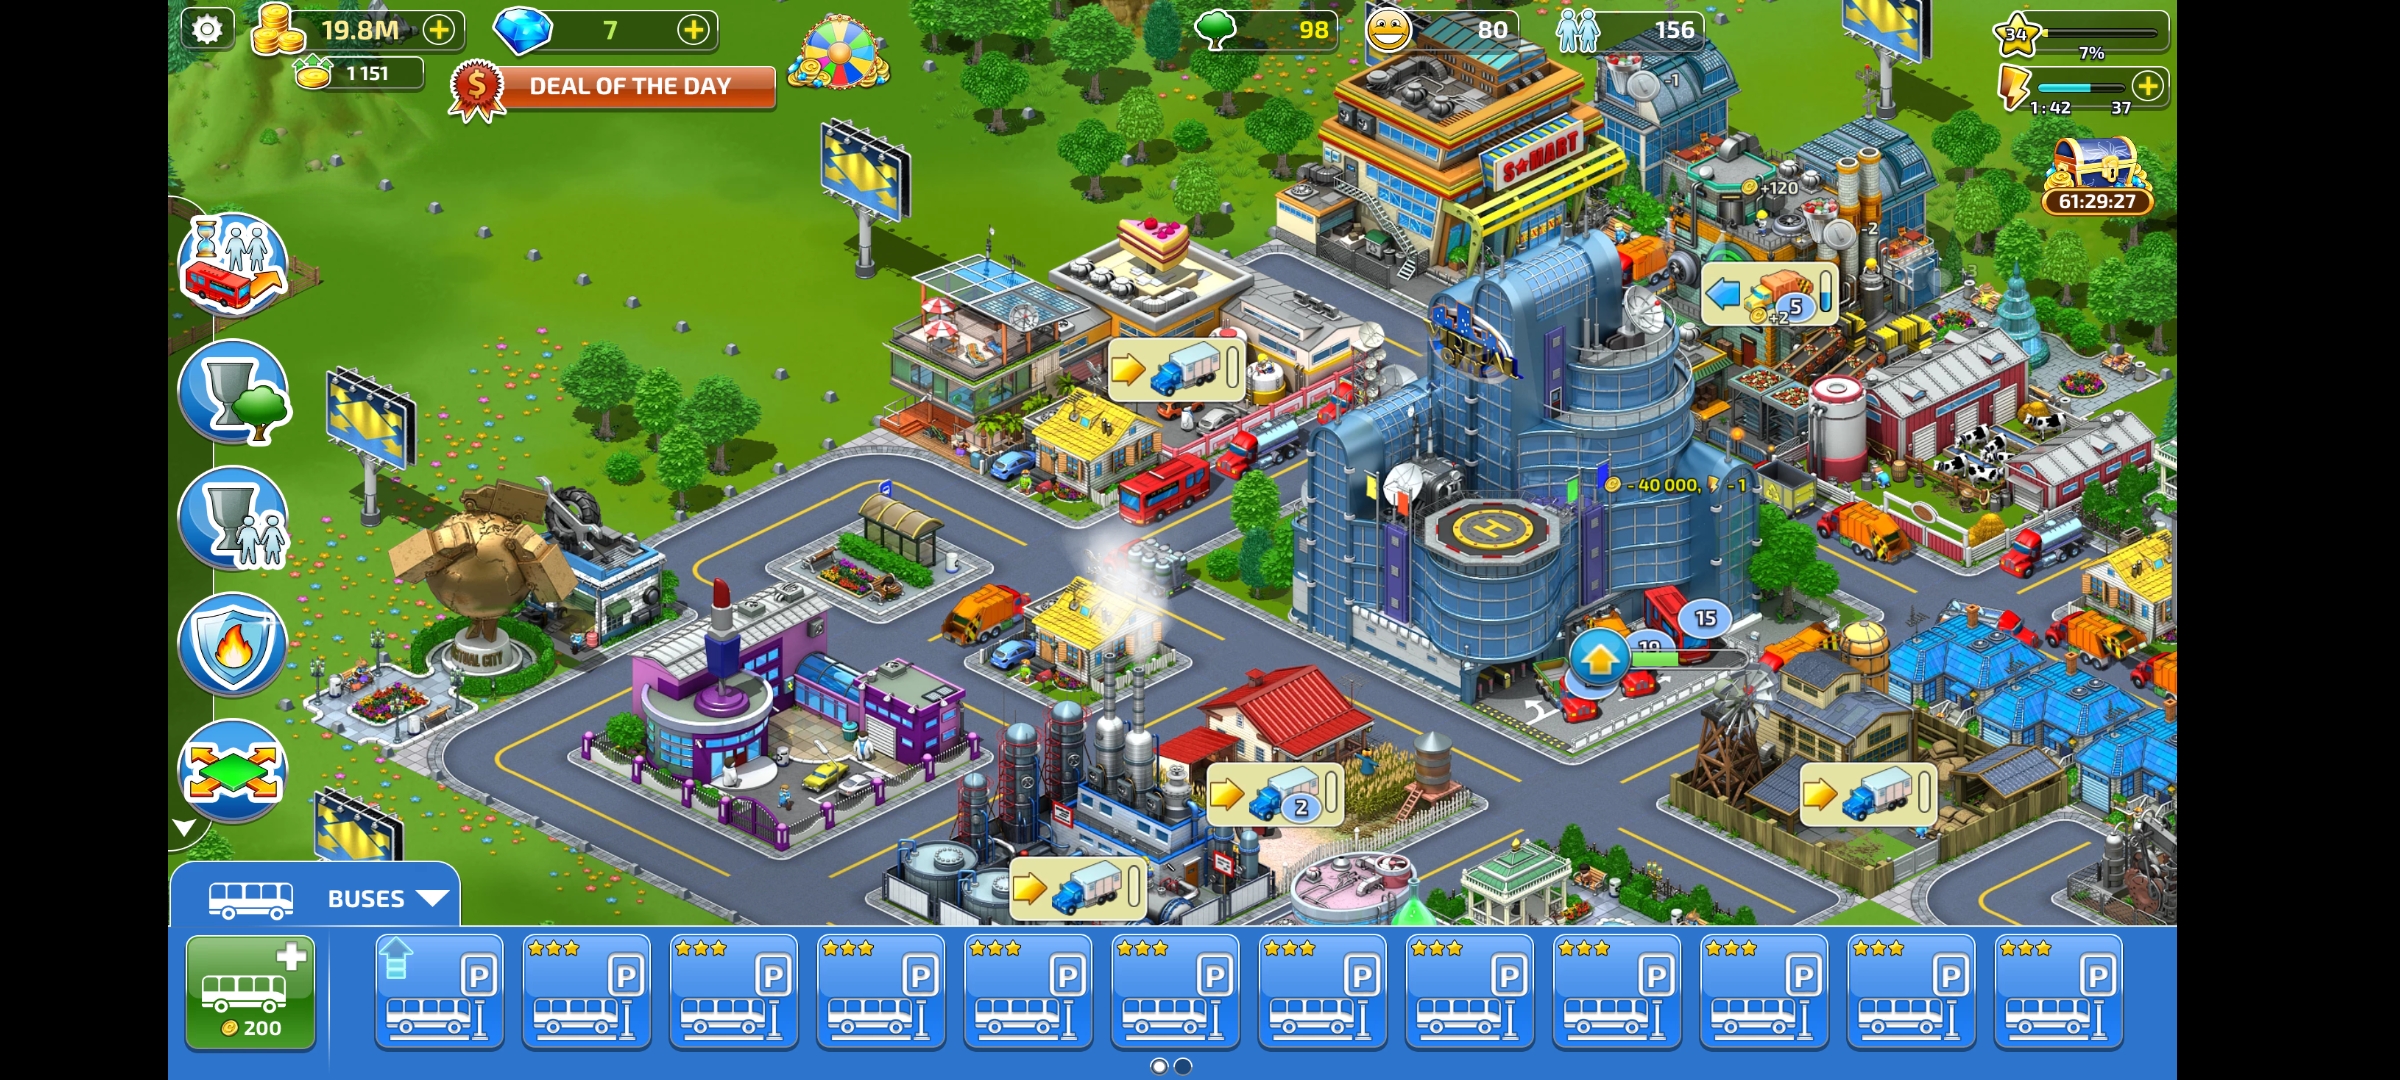 19.8M
7
98
80
156
34
7%
1 151
DEAL OF THE DAY
1:42
37
-1
S★MART
+120
61:29:27
-2
5
+2
- 40 000, -1
15
19
2
BUSES
200
P
P
P
P
P
P
P
P
P
P
P
P
H